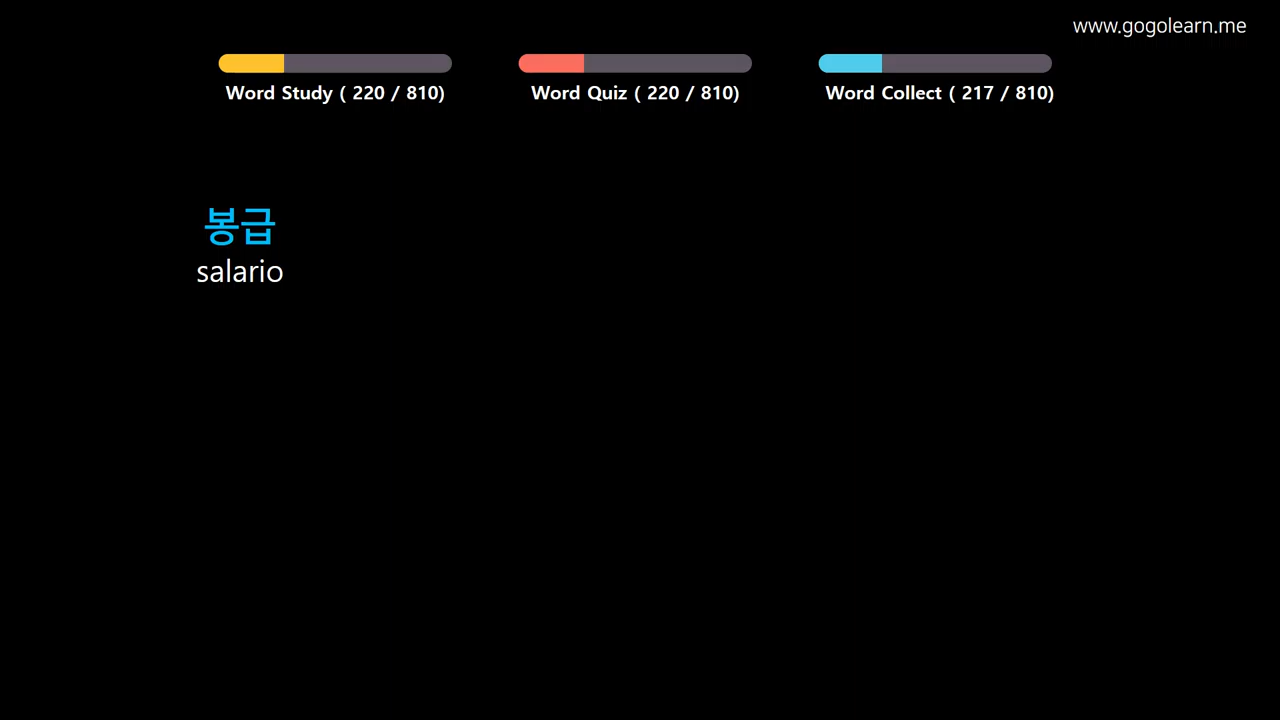 www.gogolearn.me
Word Study ( 220 / 810)
Word Quiz ( 220 / 810)
Word Collect ( 217 / 810)
봉급
salario